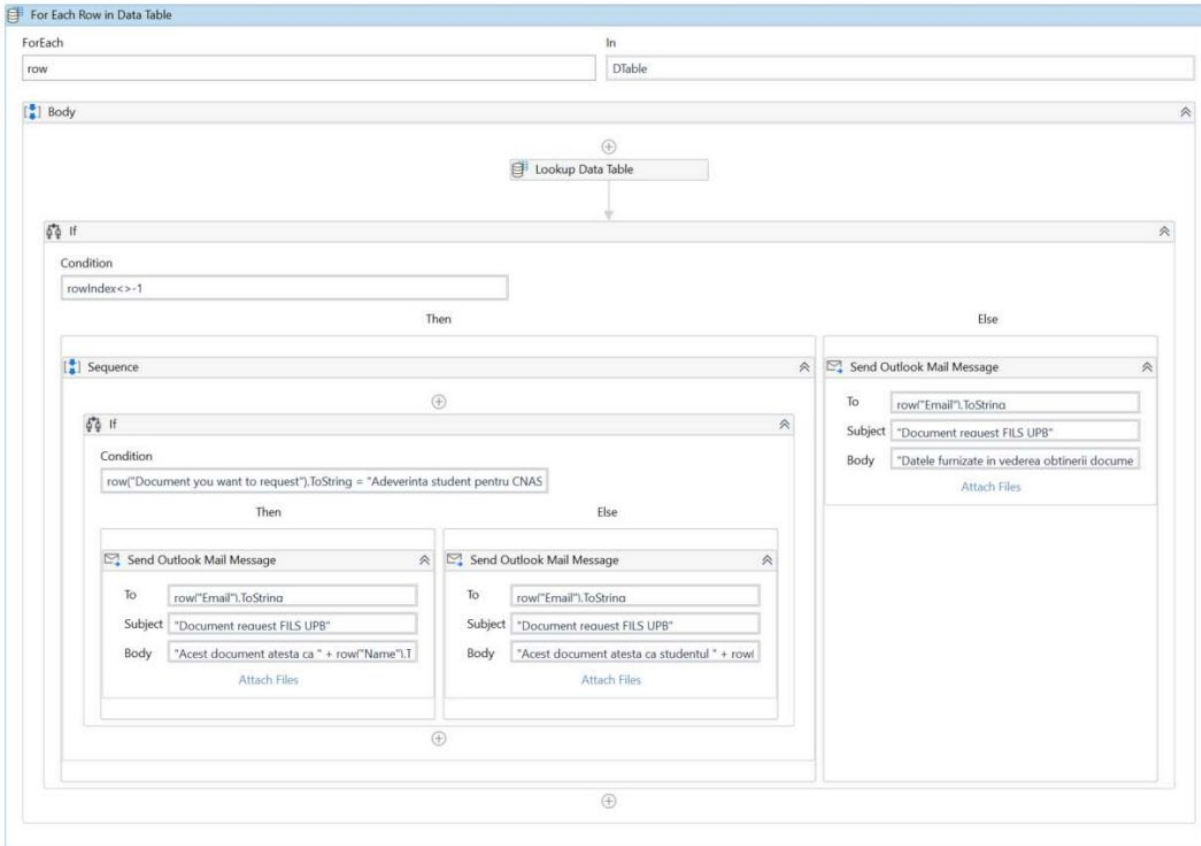 For Each Row in Data Table
ForEach
In
row
DTable
Body
Lookup Data Table
If
Condition
rowIndex<>-1
Then
Else
Sequence
Send Outlook Mail Message
To
row("Email").ToString
Subject
"Document request FILS UPB"
Body
"Datele furnizate in vederea obtinerii docume
Attach Files
If
Condition
row("Document you want to request").ToString = "Adeverinta student pentru CNAS
Then
Else
Send Outlook Mail Message
To
row("Email").ToString
Subject
"Document request FILS UPB"
Body
"Acest document atesta ca " + row("Name").T
Attach Files
Send Outlook Mail Message
To
row("Email").ToString
Subject
"Document request FILS UPB"
Body
"Acest document atesta ca studentul " + row(
Attach Files